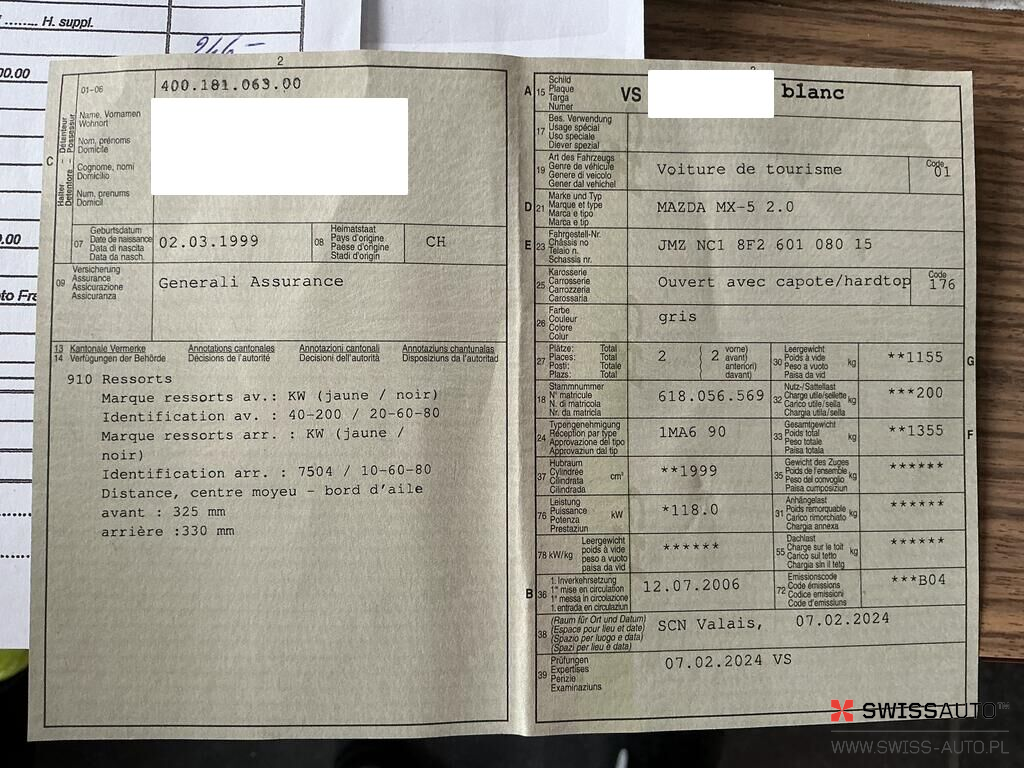 H. suppl.
946.–
00.00
0.00
oto Fra
2
01-06
400.181.063.00
Halter – Détenteur
Detentore – Possessur
C
Name, Vornamen
Wohnort
Nom, prénoms
Domicile
Cognome, nomi
Domicilio
Num, prenums
Domicil
07
Geburtsdatum
Date de naissance
Data di nascita
Data da nasch.
02.03.1999
08
Heimatstaat
Pays d'origine
Paese d'origine
Stadi d'origin
CH
09
Versicherung
Assurance
Assicurazione
Assicuranza
Generali Assurance
13
14
Kantonale Vermerke
Verfügungen der Behörde
Annotations cantonales
Décisions de l'autorité
Annotazioni cantonali
Decisioni dell'autorità
Annotaziuns chantunalas
Disposiziuns da l'autoritad
910 Ressorts
Marque ressorts av.: KW (jaune / noir)
Identification av. : 40-200 / 20-60-80
Marque ressorts arr. : KW (jaune /
noir)
Identification arr. : 7504 / 10-60-80
Distance, centre moyeu - bord d'aile
avant : 325 mm
arrière :330 mm
A
15
Schild
Plaque
Targa
Numer
VS
blanc
17
Bes. Verwendung
Usage spécial
Uso speciale
Diever spezial
19
Art des Fahrzeugs
Genre de véhicule
Genere di veicolo
Gener dal vehichel
Voiture de tourisme
Code
01
D
21
Marke und Typ
Marque et type
Marca e tipo
Marca e tip
MAZDA MX-5 2.0
E
23
Fahrgestell-Nr.
Châssis no
Telaio n.
Schassis nr.
JMZ NC1 8F2 601 080 15
25
Karosserie
Carrosserie
Carrozzeria
Carossaria
Ouvert avec capote/hardtop
Code
176
26
Farbe
Couleur
Colore
Colur
gris
27
Plätze: Total
Places: Total
Posti: Totale
Plazs: Total
2
2
vorne)
avant)
anteriori)
davant)
30
Leergewicht
Poids à vide
Peso a vuoto
Paisa da vid
kg
**1155
G
18
Stammnummer
N° matricule
N. di matricola
Nr. da matricla
618.056.569
32
Nutz-/Sattellast
Charge utile/sellette
Carico utile/sella
Chargia utila/sella
kg
***200
24
Typengenehmigung
Réception par type
Approvazione del tipo
Approvaziun dal tip
1MA6 90
33
Gesamtgewicht
Poids total
Peso totale
Paisa totala
kg
**1355
F
37
Hubraum
Cylindrée
Cilindrata
Cilindrada
cm³
**1999
35
Gewicht des Zuges
Poids de l'ensemble
Peso del convoglio
Paisa cumposiziun
kg
******
76
Leistung
Puissance
Potenza
Prestaziun
kW
*118.0
31
Anhängelast
Poids remorquable
Carico rimorchiato
Chargia annexa
kg
******
78 kW/kg
Leergewicht
poids à vide
peso a vuoto
paisa da vid
******
55
Dachlast
Charge sur le toit
Carico sul tetto
Chargia sin il tetg
kg
******
B
36
1. Inverkehrsetzung
1re mise en circulation
1a messa in circolazione
1. entrada en circulaziun
12.07.2006
72
Emissionscode
Code émissions
Codice emissioni
Code d'emissiuns
***B04
38
(Raum für Ort und Datum)
(Espace pour lieu et date)
(Spazio per luogo e data)
(Spazi per lieu e data)
SCN Valais, 07.02.2024
39
Prüfungen
Expertises
Perizie
Examinaziuns
07.02.2024 VS
SWISSAUTO™
WWW.SWISS-AUTO.PL